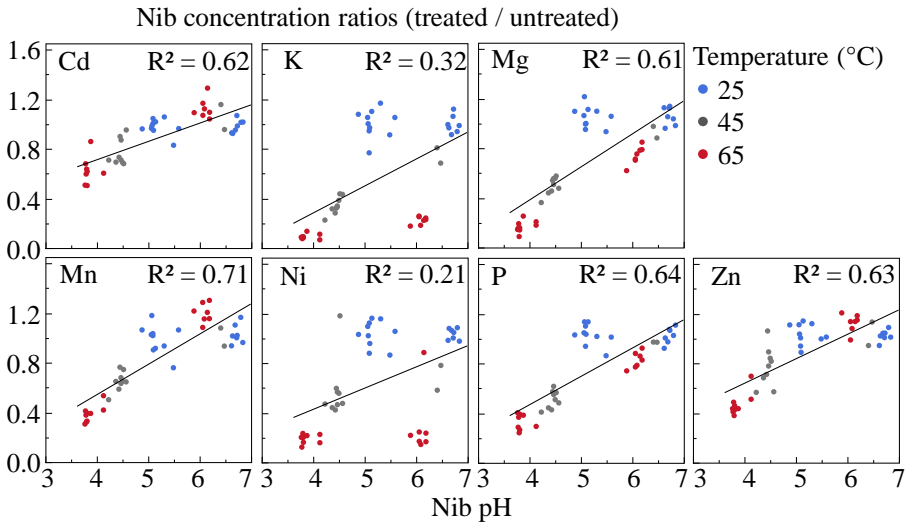 Nib concentration ratios (treated / untreated)
1.6
1.2
0.8
0.4
0.0
Cd R² = 0.62
K R² = 0.32
Mg R² = 0.61
Temperature (°C)
25
45
65
1.2
0.8
0.4
0.0
Mn R² = 0.71
Ni R² = 0.21
P R² = 0.64
Zn R² = 0.63
3 4 5 6 7 3 4 5 6 7 3 4 5 6 7 3 4 5 6 7
Nib pH